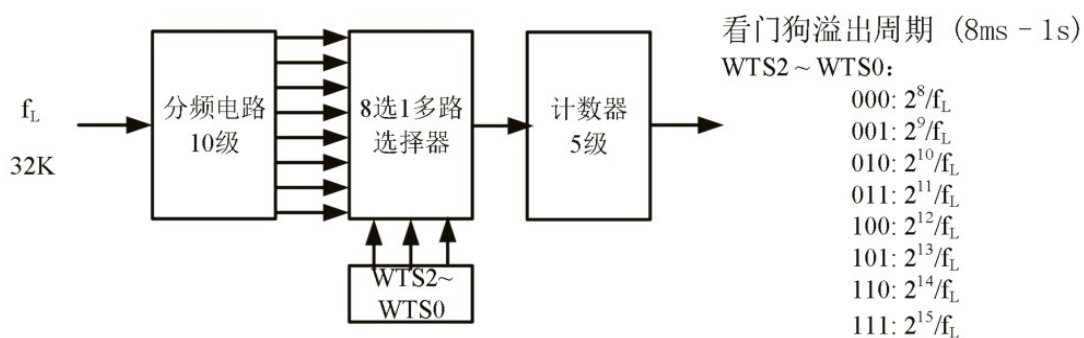 看门狗溢出周期 (8ms - 1s)
WTS2 ~ WTS0:
000: 2^8/f_L
001: 2^9/f_L
010: 2^10/f_L
011: 2^11/f_L
100: 2^12/f_L
101: 2^13/f_L
110: 2^14/f_L
111: 2^15/f_L
f_L
32K
分频电路
10级
8选1多路
选择器
计数器
5级
WTS2~
WTS0